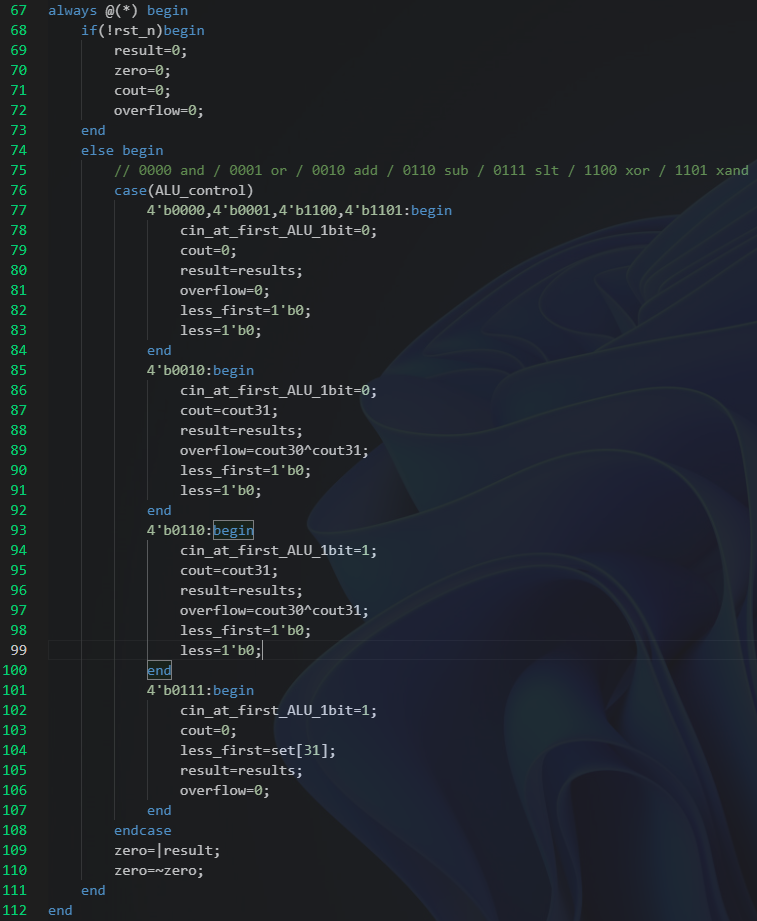 67 always @(*) begin
68     if(!rst_n)begin
69         result=0;
70         zero=0;
71         cout=0;
72         overflow=0;
73     end
74     else begin
75         // 0000 and / 0001 or / 0010 add / 0110 sub / 0111 slt / 1100 xor / 1101 xand
76         case(ALU_control)
77             4'b0000,4'b0001,4'b1100,4'b1101:begin
78                 cin_at_first_ALU_1bit=0;
79                 cout=0;
80                 result=results;
81                 overflow=0;
82                 less_first=1'b0;
83                 less=1'b0;
84             end
85             4'b0010:begin
86                 cin_at_first_ALU_1bit=0;
87                 cout=cout31;
88                 result=results;
89                 overflow=cout30^cout31;
90                 less_first=1'b0;
91                 less=1'b0;
92             end
93             4'b0110:begin
94                 cin_at_first_ALU_1bit=1;
95                 cout=cout31;
96                 result=results;
97                 overflow=cout30^cout31;
98                 less_first=1'b0;
99                 less=1'b0;
100             end
101             4'b0111:begin
102                 cin_at_first_ALU_1bit=1;
103                 cout=0;
104                 less_first=set[31];
105                 result=results;
106                 overflow=0;
107             end
108         endcase
109         zero=|result;
110         zero=~zero;
111     end
112 end